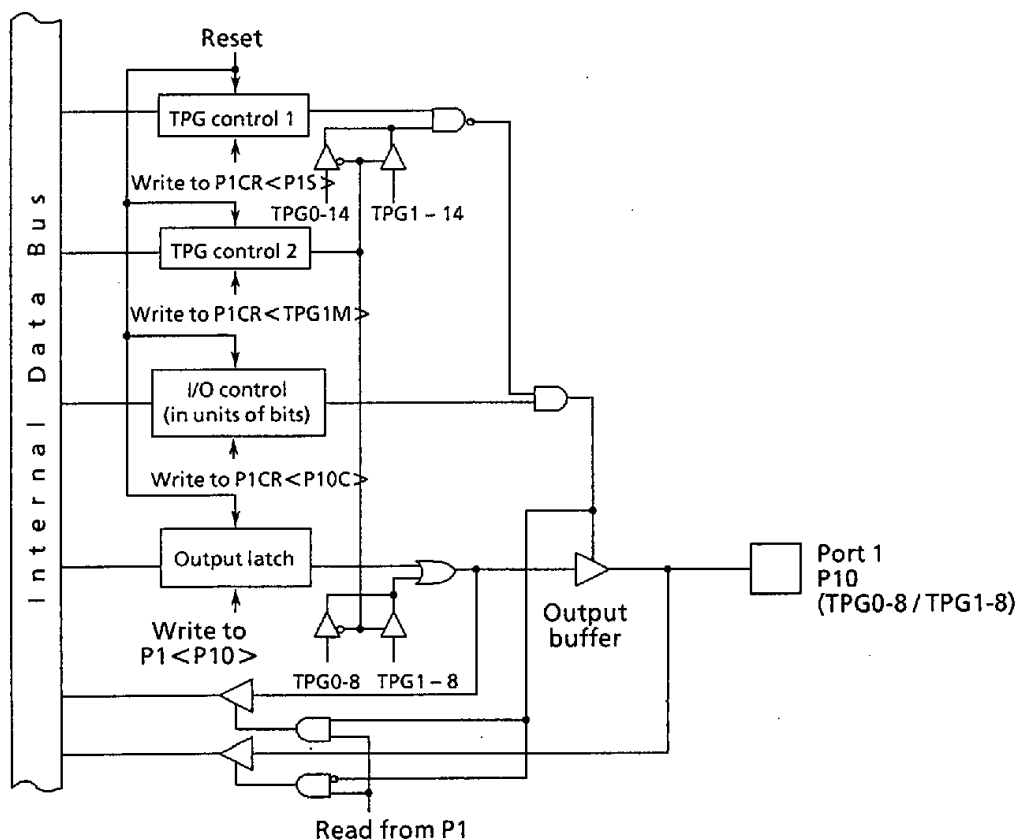 Reset
TPG control 1
Write to P1CR<P1S>
TPG0-14 TPG1 – 14
TPG control 2
Write to P1CR<TPG1M>
I/O control
(in units of bits)
Write to P1CR<P10C>
Output latch
Write to
P1<P10>
TPG0-8 TPG1 – 8
Output
buffer
Port 1
P10
(TPG0-8 / TPG1-8)
Read from P1
Internal Data Bus